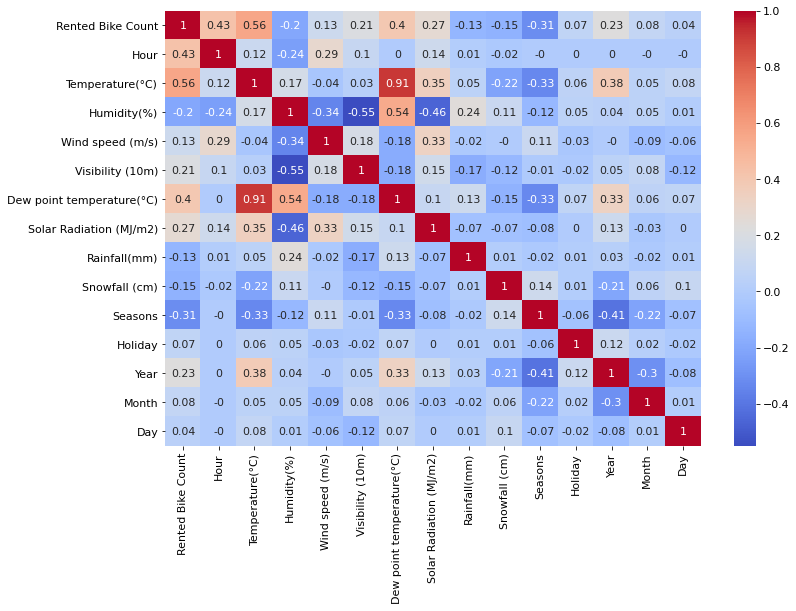 Rented Bike Count 1 0.43 0.56 -0.2 0.13 0.21 0.4 0.27 -0.13 -0.15 -0.31 0.07 0.23 0.08 0.04
Hour 0.43 1 0.12 -0.24 0.29 0.1 0 0.14 0.01 -0.02 -0 0 0 -0 -0
Temperature(°C) 0.56 0.12 1 0.17 -0.04 0.03 0.91 0.35 0.05 -0.22 -0.33 0.06 0.38 0.05 0.08
Humidity(%) -0.2 -0.24 0.17 1 -0.34 -0.55 0.54 -0.46 0.24 0.11 -0.12 0.05 0.04 0.05 0.01
Wind speed (m/s) 0.13 0.29 -0.04 -0.34 1 0.18 -0.18 0.33 -0.02 -0 0.11 -0.03 -0 -0.09 -0.06
Visibility (10m) 0.21 0.1 0.03 -0.55 0.18 1 -0.18 0.15 -0.17 -0.12 -0.01 -0.02 0.05 0.08 -0.12
Dew point temperature(°C) 0.4 0 0.91 0.54 -0.18 -0.18 1 0.1 0.13 -0.15 -0.33 0.07 0.33 0.06 0.07
Solar Radiation (MJ/m2) 0.27 0.14 0.35 -0.46 0.33 0.15 0.1 1 -0.07 -0.07 -0.08 0 0.13 -0.03 0
Rainfall(mm) -0.13 0.01 0.05 0.24 -0.02 -0.17 0.13 -0.07 1 0.01 -0.02 0.01 0.03 -0.02 0.01
Snowfall (cm) -0.15 -0.02 -0.22 0.11 -0 -0.12 -0.15 -0.07 0.01 1 0.14 0.01 -0.21 0.06 0.1
Seasons -0.31 -0 -0.33 -0.12 0.11 -0.01 -0.33 -0.08 -0.02 0.14 1 -0.06 -0.41 -0.22 -0.07
Holiday 0.07 0 0.06 0.05 -0.03 -0.02 0.07 0 0.01 0.01 -0.06 1 0.12 0.02 -0.02
Year 0.23 0 0.38 0.04 -0 0.05 0.33 0.13 0.03 -0.21 -0.41 0.12 1 -0.3 -0.08
Month 0.08 -0 0.05 0.05 -0.09 0.08 0.06 -0.03 -0.02 0.06 -0.22 0.02 -0.3 1 0.01
Day 0.04 -0 0.08 0.01 -0.06 -0.12 0.07 0 0.01 0.1 -0.07 -0.02 -0.08 0.01 1
Rented Bike Count
Hour
Temperature(°C)
Humidity(%)
Wind speed (m/s)
Visibility (10m)
Dew point temperature(°C)
Solar Radiation (MJ/m2)
Rainfall(mm)
Snowfall (cm)
Seasons
Holiday
Year
Month
Day
1.0
0.8
0.6
0.4
0.2
0.0
−0.2
−0.4